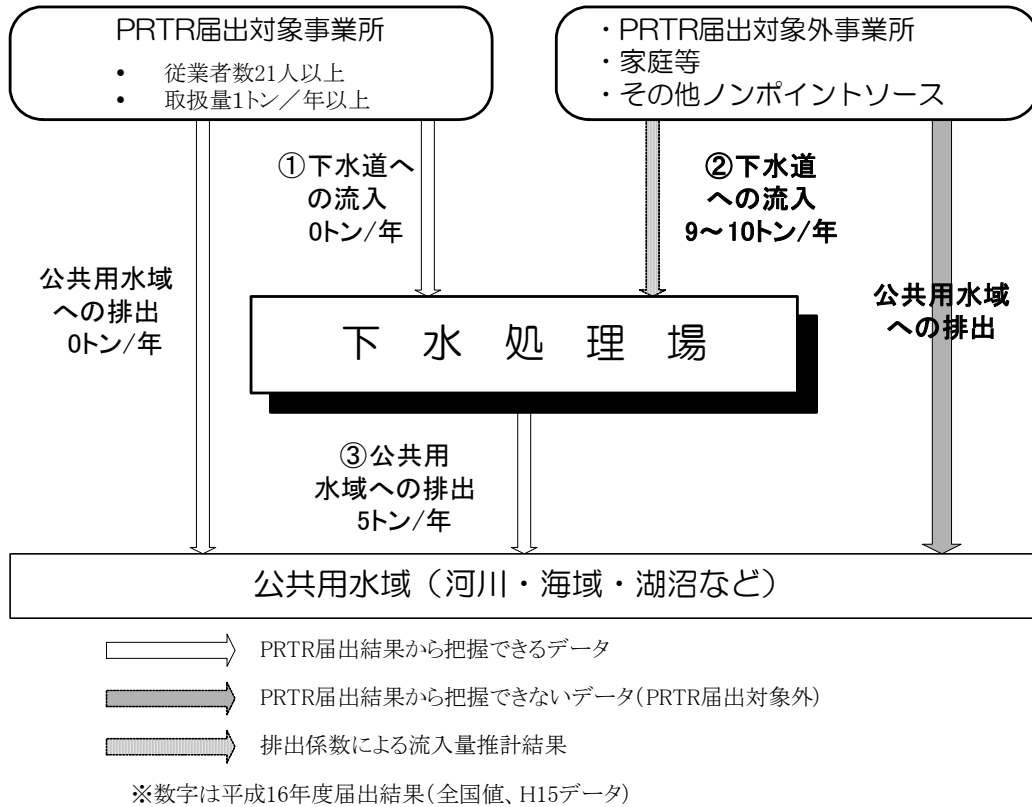 PRTR届出対象事業所
• 従業者数21人以上
• 取扱量1トン／年以上
・PRTR届出対象外事業所
・家庭等
・その他ノンポイントソース
①下水道へ
の流入
0トン/年
②下水道
への流入
9～10トン/年
公共用水域
への排出
0トン/年
公共用水域
への排出
下水処理場
③公共用
水域への排出
5トン/年
公共用水域（河川・海域・湖沼など）
PRTR届出結果から把握できるデータ
PRTR届出結果から把握できないデータ(PRTR届出対象外)
排出係数による流入量推計結果
※数字は平成16年度届出結果(全国値、H15データ)